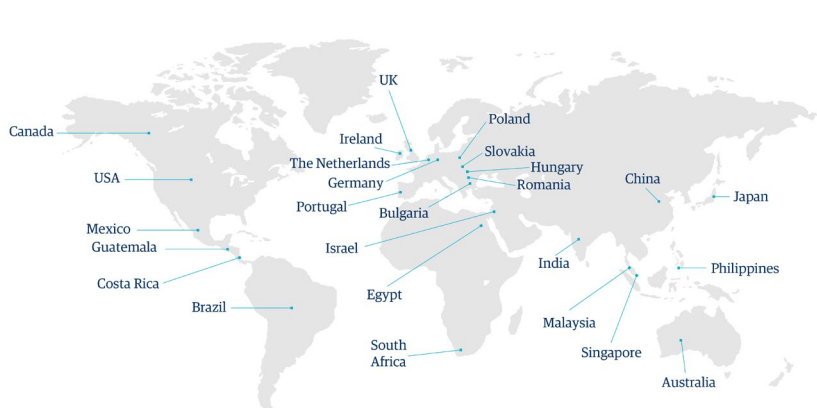 UK
Poland
Canada
Ireland
Slovakia
The Netherlands
Hungary
USA
Germany
Romania
China
Portugal
Bulgaria
Japan
Mexico
Guatemala
Israel
India
Philippines
Costa Rica
Egypt
Brazil
Malaysia
South
Africa
Singapore
Australia